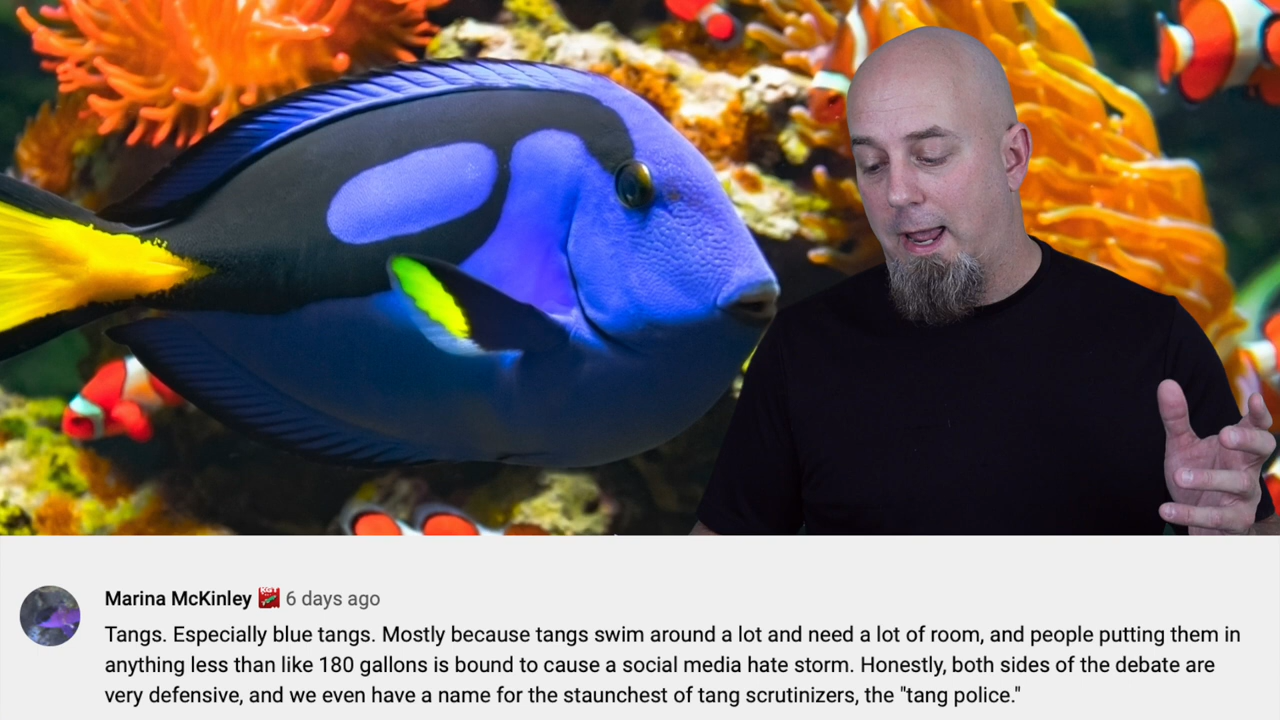 Marina McKinley 6 days ago
Tangs. Especially blue tangs. Mostly because tangs swim around a lot and need a lot of room, and people putting them in
anything less than like 180 gallons is bound to cause a social media hate storm. Honestly, both sides of the debate are
very defensive, and we even have a name for the staunchest of tang scrutinizers, the "tang police."